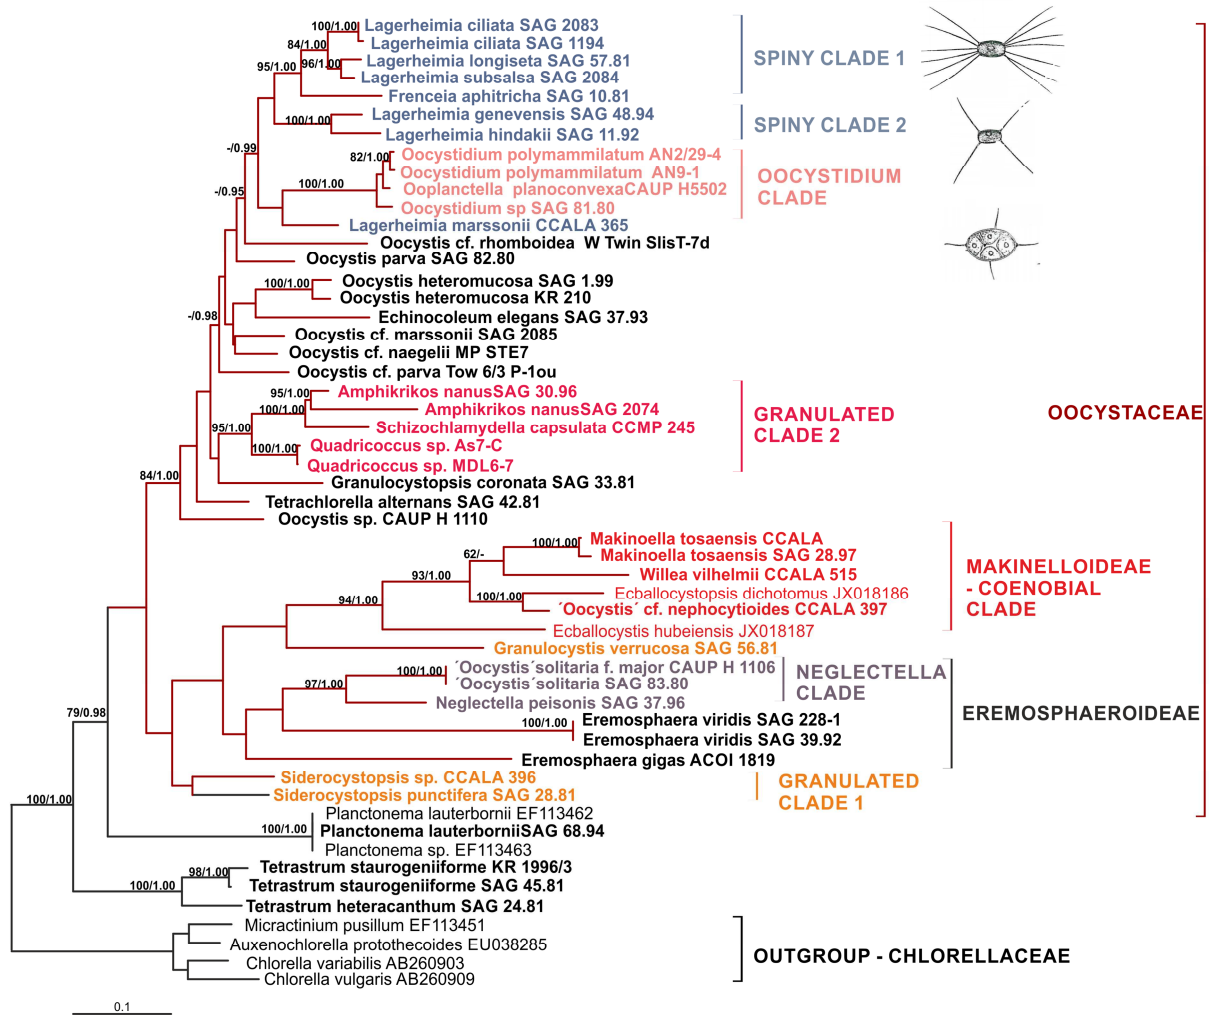 100/1.00
Lagerheimia ciliata SAG 2083
84/1.00
Lagerheimia ciliata SAG 1194
95/1.00
96/1.00
Lagerheimia longiseta SAG 57.81
SPINY CLADE 1
Lagerheimia subsalsa SAG 2084
Frenceia aphitricha SAG 10.81
Lagerheimia genevensis SAG 48.94
100/1.00
SPINY CLADE 2
Lagerheimia hindakii SAG 11.92
-/0.99
82/1.00
Oocystidium polymammilatum AN2/29-4
Oocystidium polymammilatum AN9-1
OOCYSTIDIUM
CLADE
100/1.00
Ooplanctella planoconvexaCAUP H5502
-/0.95
Oocystidium sp SAG 81.80
Lagerheimia marssonii CCALA 365
Oocystis cf. rhomboidea W Twin SlisT-7d
Oocystis parva SAG 82.80
100/1.00
Oocystis heteromucosa SAG 1.99
Oocystis heteromucosa KR 210
-/0.98
Echinocoleum elegans SAG 37.93
Oocystis cf. marssonii SAG 2085
Oocystis cf. naegelii MP STE7
Oocystis cf. parva Tow 6/3 P-1ou
95/1.00
Amphikrikos nanusSAG 30.96
100/1.00
Amphikrikos nanusSAG 2074
GRANULATED
CLADE 2
OOCYSTACEAE
95/1.00
Schizochlamydella capsulata CCMP 245
100/1.00
Quadricoccus sp. As7-C
Quadricoccus sp. MDL6-7
84/1.00
Granulocystopsis coronata SAG 33.81
Tetrachlorella alternans SAG 42.81
Oocystis sp. CAUP H 1110
100/1.00
Makinoella tosaensis CCALA
62/-
Makinoella tosaensis SAG 28.97
93/1.00
Willea vilhelmii CCALA 515
MAKINELLOIDEAE
- COENOBIAL
CLADE
94/1.00
100/1.00
Ecballocystopsis dichotomus JX018186
´Oocystis´ cf. nephocytioides CCALA 397
Ecballocystis hubeiensis JX018187
Granulocystis verrucosa SAG 56.81
100/1.00
´Oocystis´solitaria f. major CAUP H 1106
97/1.00
´Oocystis´solitaria SAG 83.80
NEGLECTELLA
CLADE
Neglectella peisonis SAG 37.96
79/0.98
100/1.00
Eremosphaera viridis SAG 228-1
EREMOSPHAEROIDEAE
Eremosphaera viridis SAG 39.92
Eremosphaera gigas ACOI 1819
Siderocystopsis sp. CCALA 396
GRANULATED
CLADE 1
Siderocystopsis punctifera SAG 28.81
100/1.00
Planctonema lauterbornii EF113462
100/1.00
Planctonema lauterborniiSAG 68.94
Planctonema sp. EF113463
98/1.00
Tetrastrum staurogeniiforme KR 1996/3
100/1.00
Tetrastrum staurogeniiforme SAG 45.81
Tetrastrum heteracanthum SAG 24.81
Micractinium pusillum EF113451
Auxenochlorella protothecoides EU038285
OUTGROUP - CHLORELLACEAE
Chlorella variabilis AB260903
Chlorella vulgaris AB260909
0.1